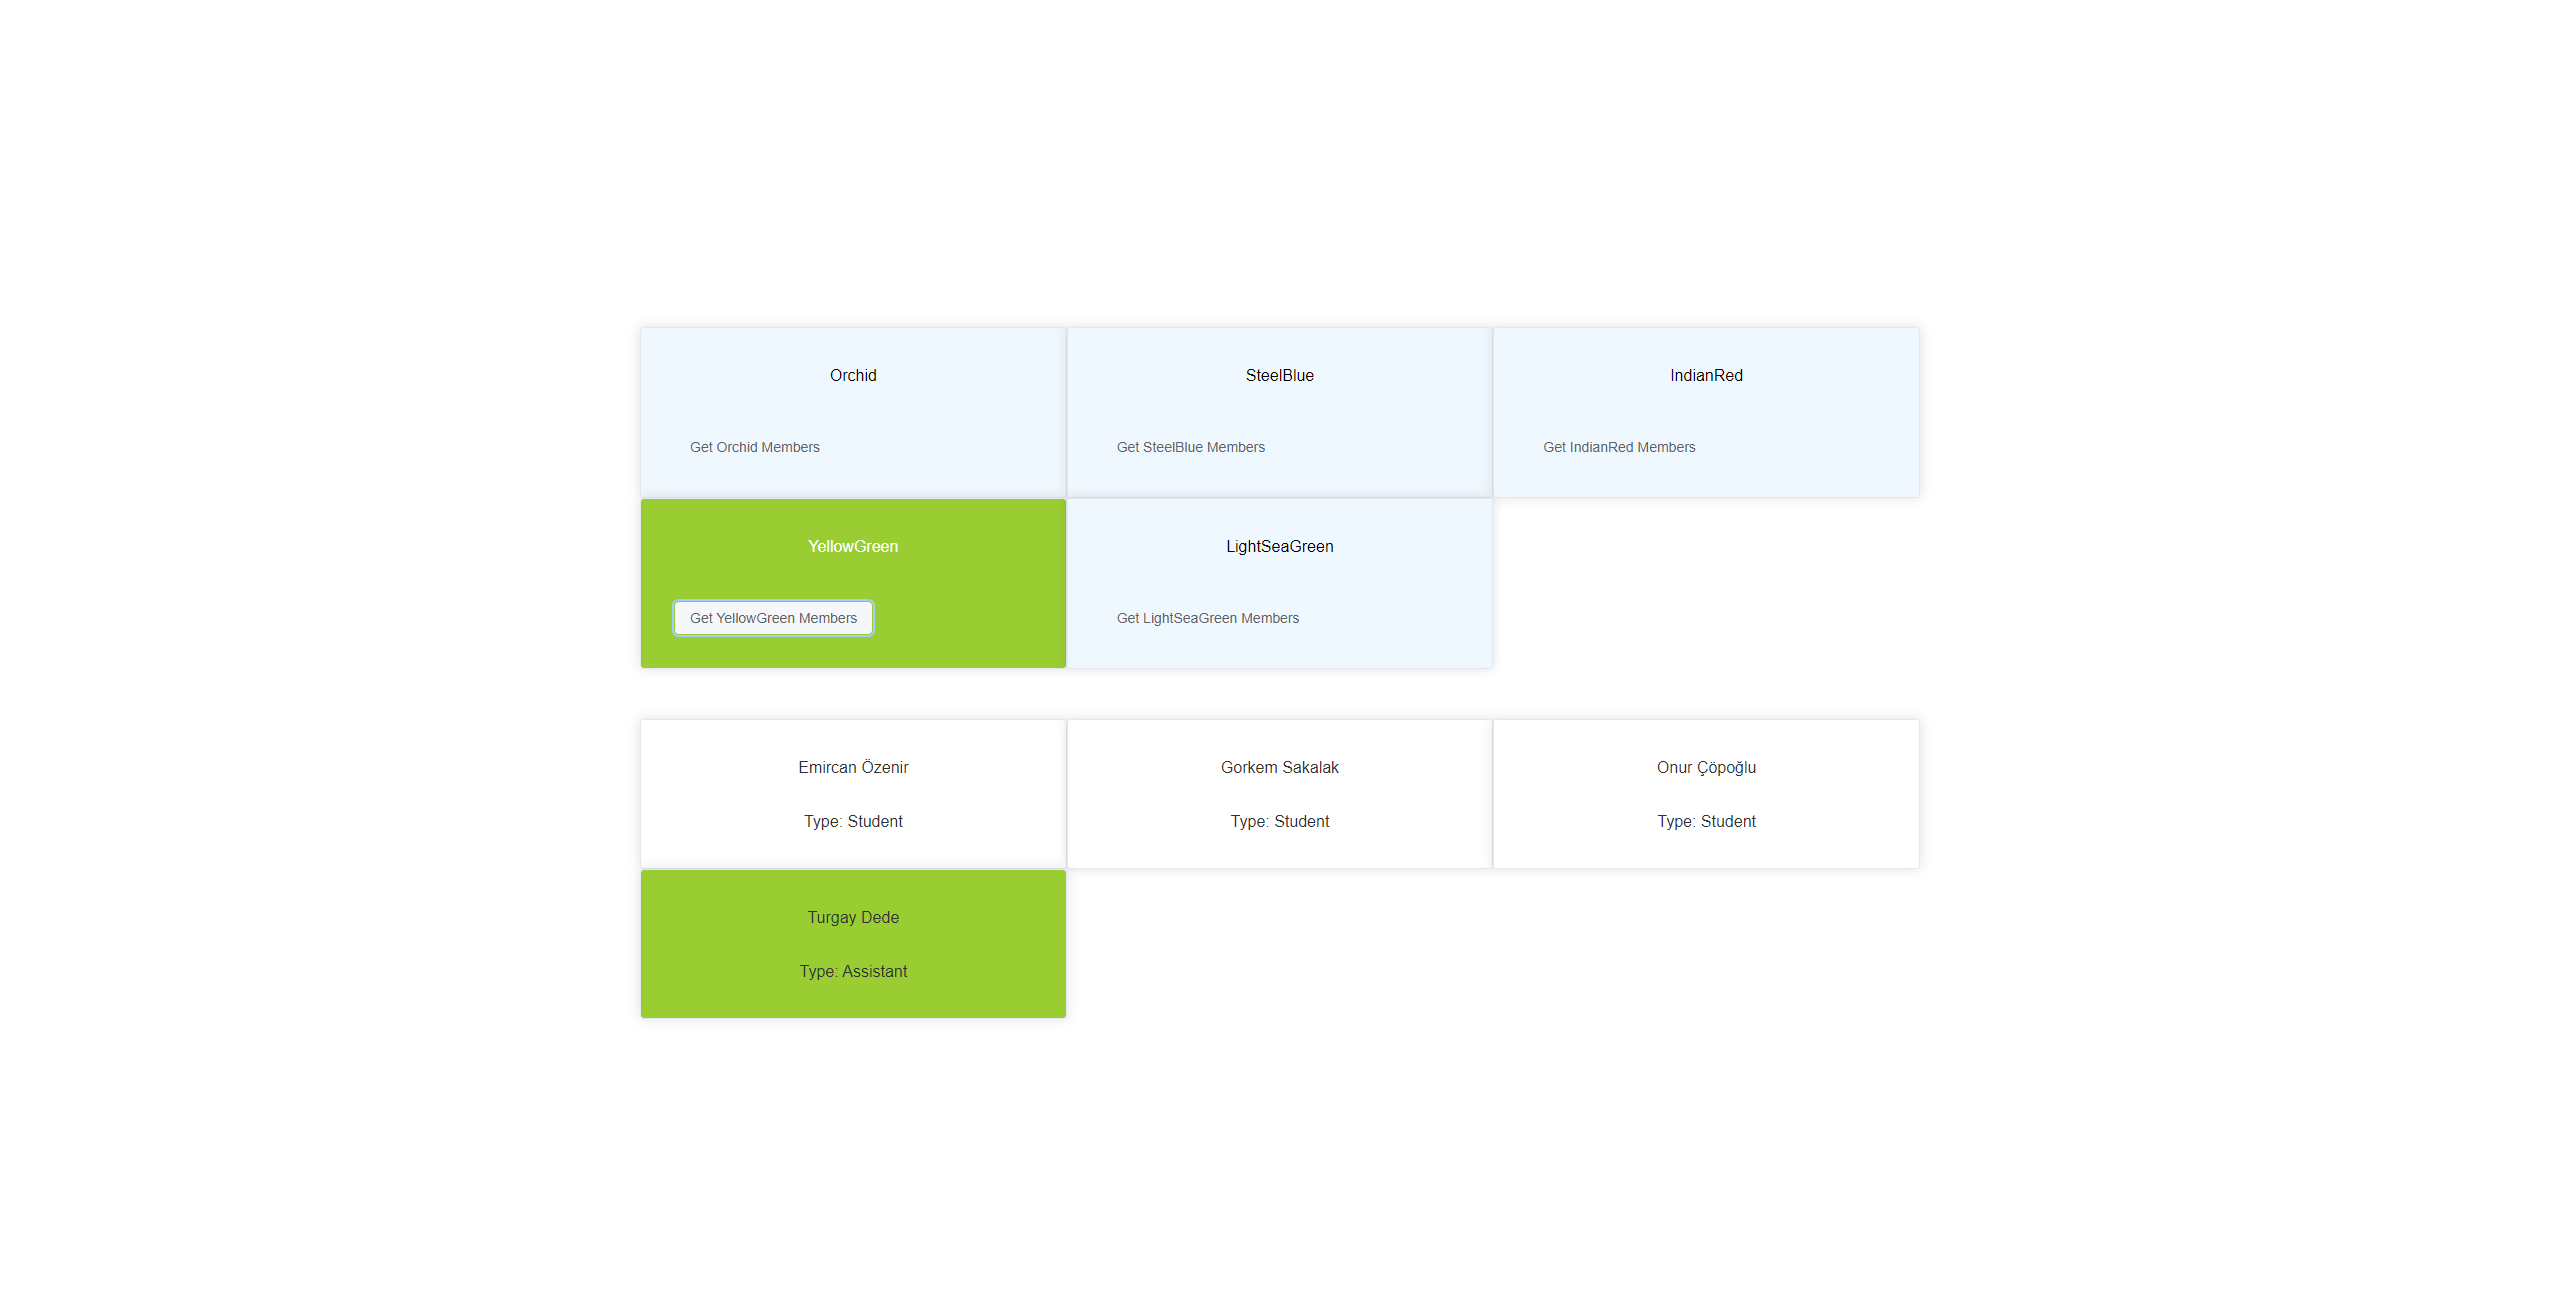 Orchid
SteelBlue
IndianRed
Get Orchid Members
Get SteelBlue Members
Get IndianRed Members
YellowGreen
LightSeaGreen
Get YellowGreen Members
Get LightSeaGreen Members
Emircan Özenir
Gorkem Sakalak
Onur Çöpoğlu
Type: Student
Type: Student
Type: Student
Turgay Dede
Type: Assistant